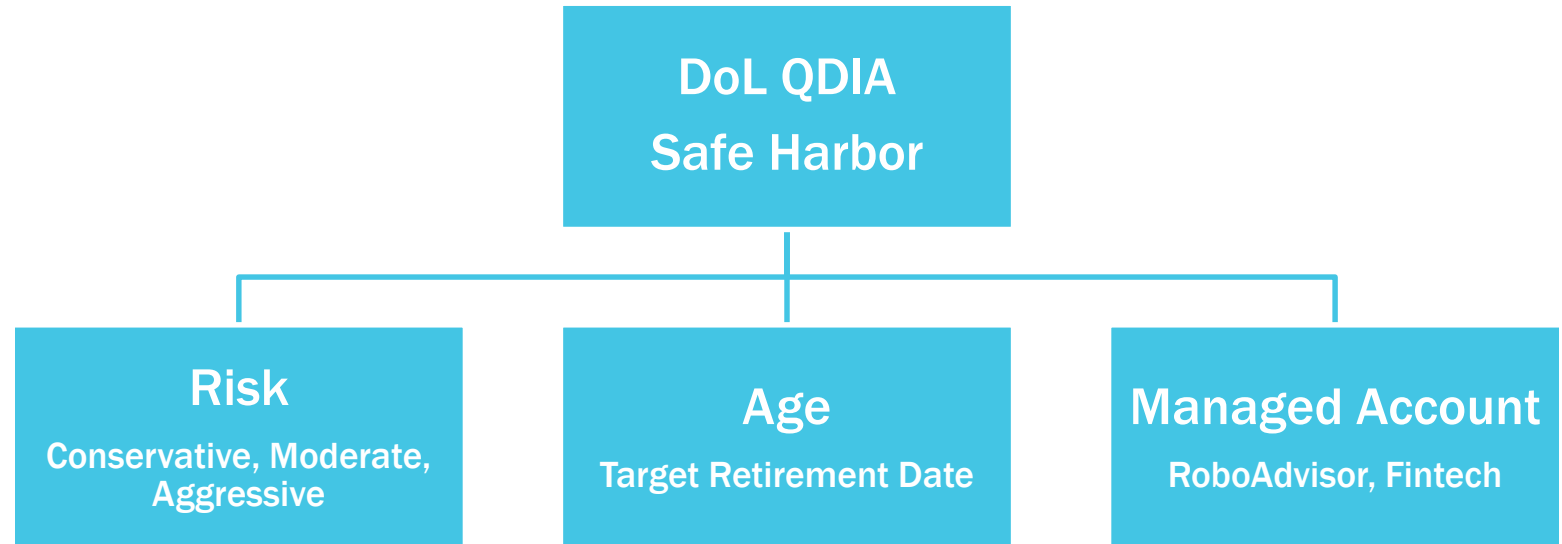 DoL QDIA
Safe Harbor
Risk
Conservative, Moderate,
Aggressive
Age
Target Retirement Date
Managed Account
RoboAdvisor, Fintech